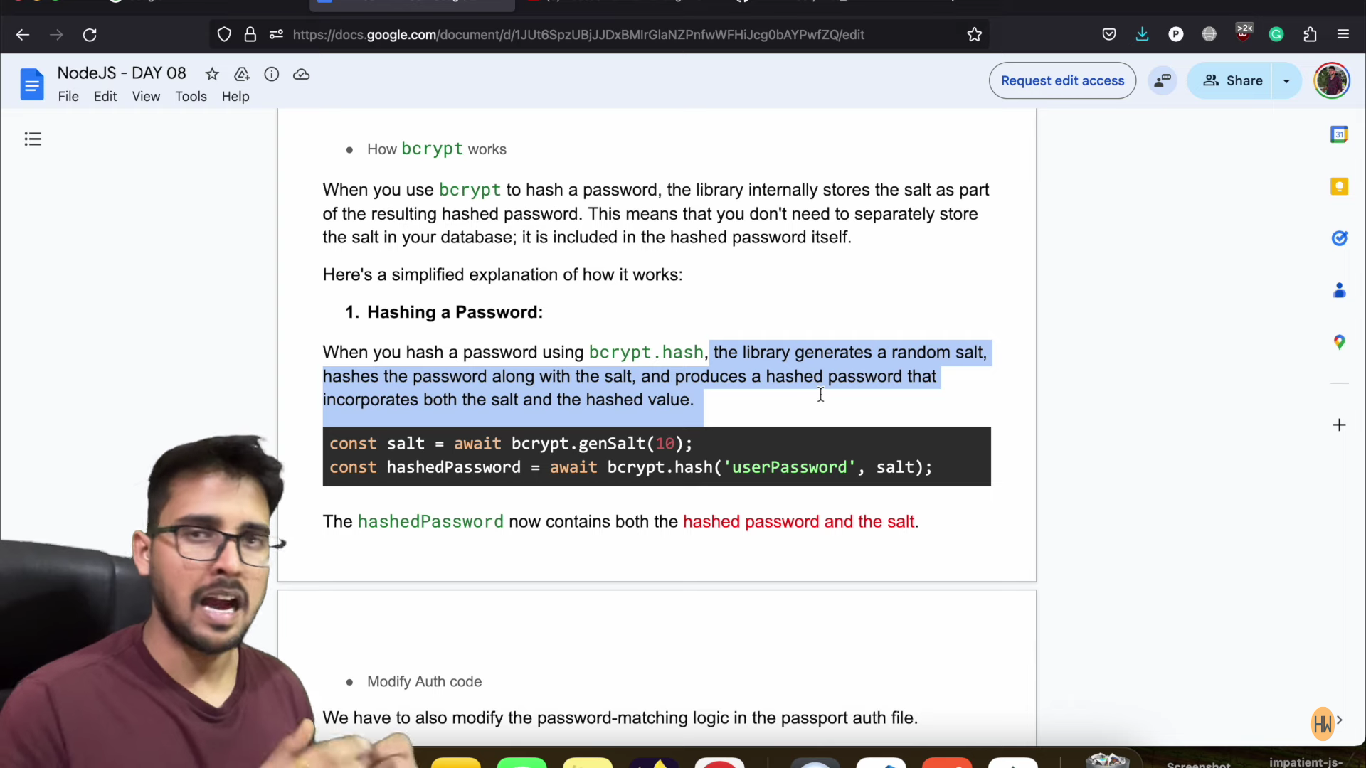 https://docs.google.com/document/d/1JUt6SpzUBjJJDxBMIrGlaNZPnfwWFHiJcg0bAYPwfZQ/edit
>2×
NodeJS - DAY 08
File Edit View Tools Help
Request edit access
Share
31
How bcrypt works
When you use bcrypt to hash a password, the library internally stores the salt as part
of the resulting hashed password. This means that you don't need to separately store
the salt in your database; it is included in the hashed password itself.
Here's a simplified explanation of how it works:
1. Hashing a Password:
When you hash a password using bcrypt.hash, the library generates a random salt,
hashes the password along with the salt, and produces a hashed password that
incorporates both the salt and the hashed value.
const salt = await bcrypt.genSalt(10);
const hashedPassword = await bcrypt.hash('userPassword', salt);
The hashedPassword now contains both the hashed password and the salt.
Modify Auth code
We have to also modify the password-matching logic in the passport auth file.
HW
Screenshot
impatient-js-